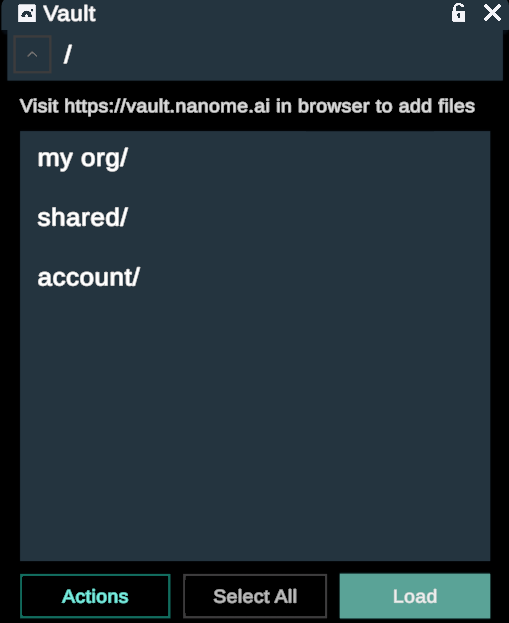 Vault
/
Visit https://vault.nanome.ai in browser to add files
my org/
shared/
account/
Actions Select All Load